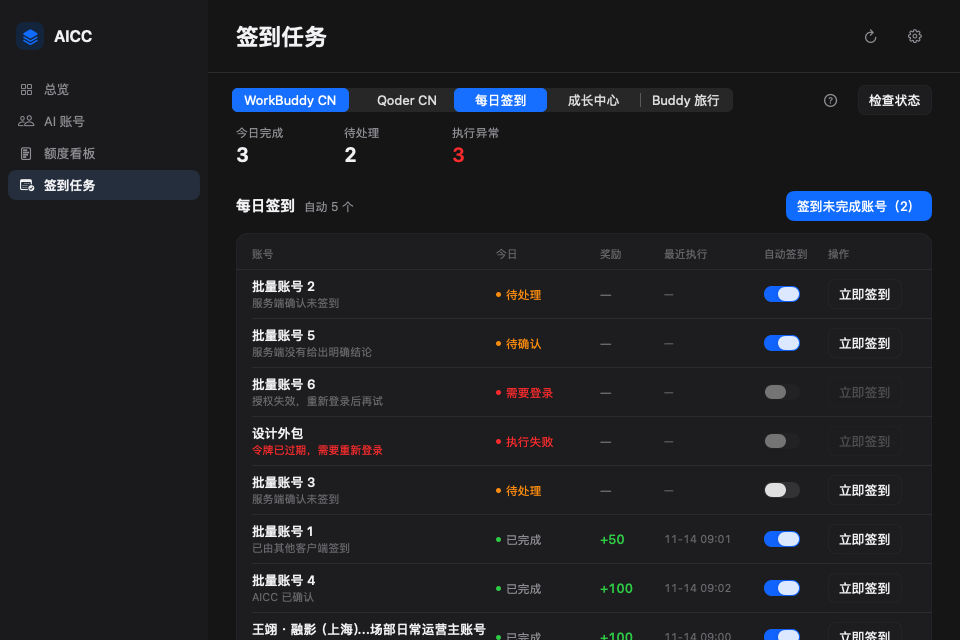 AICC
总览
AI 账号
额度看板
签到任务
签到任务
WorkBuddy CN
Qoder CN
每日签到
成长中心
Buddy 旅行
检查状态
今日完成
待处理
执行异常
3
2
3
每日签到 自动 5 个
签到未完成账号（2）
账号 今日 奖励 最近执行 自动签到 操作
批量账号 2
服务端确认未签到
待处理 — — 立即签到
批量账号 5
服务端没有给出明确结论
待确认 — — 立即签到
批量账号 6
授权失效，重新登录后再试
需要登录 — — 立即签到
设计外包
令牌已过期，需要重新登录
执行失败 — — 立即签到
批量账号 3
服务端确认未签到
待处理 — — 立即签到
批量账号 1
已由其他客户端签到
已完成 +50 11-14 09:01 立即签到
批量账号 4
AICC 已确认
已完成 +100 11-14 09:02 立即签到
王翊 · 融影（上海）...场部日常运营主账号
已完成 +100 11-14 09:00 立即签到